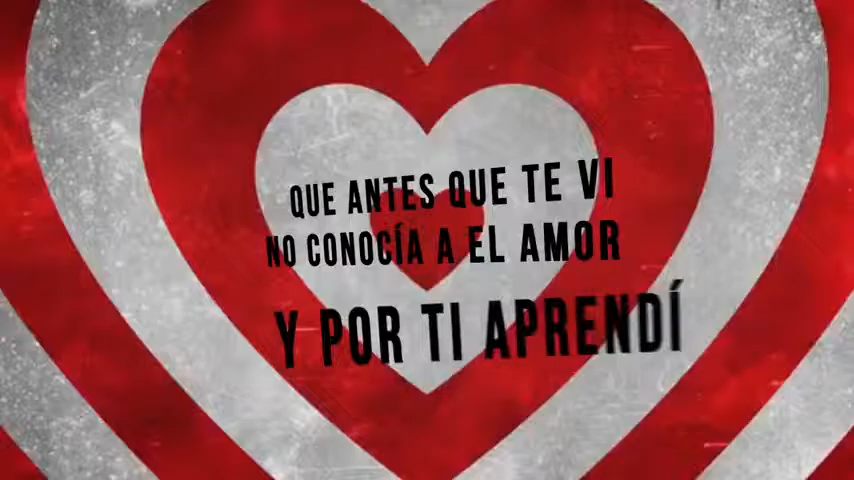 QUE ANTES QUE TE VI
NO CONOCÍA A EL AMOR
Y POR TI APRENDÍ